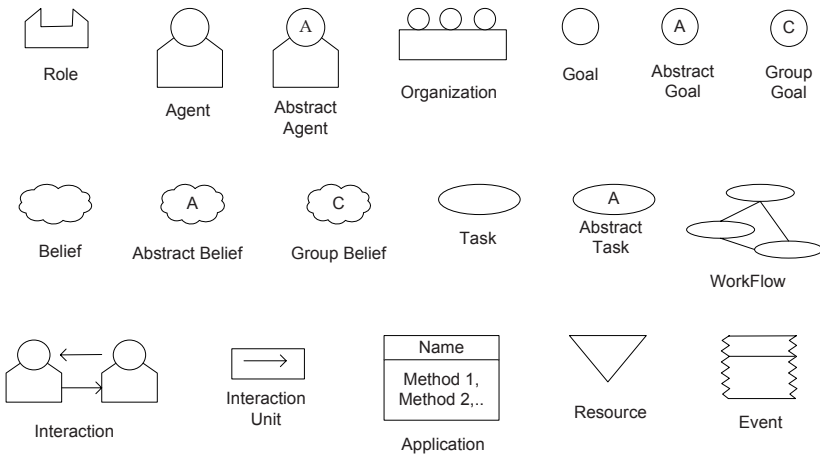 A
A
C
Role
Agent
Abstract
Agent
Organization
Goal
Abstract
Goal
Group
Goal
A
C
A
Belief
Abstract Belief
Group Belief
Task
Abstract
Task
WorkFlow
Name
Method 1,
Method 2,..
Interaction
Interaction
Unit
Application
Resource
Event